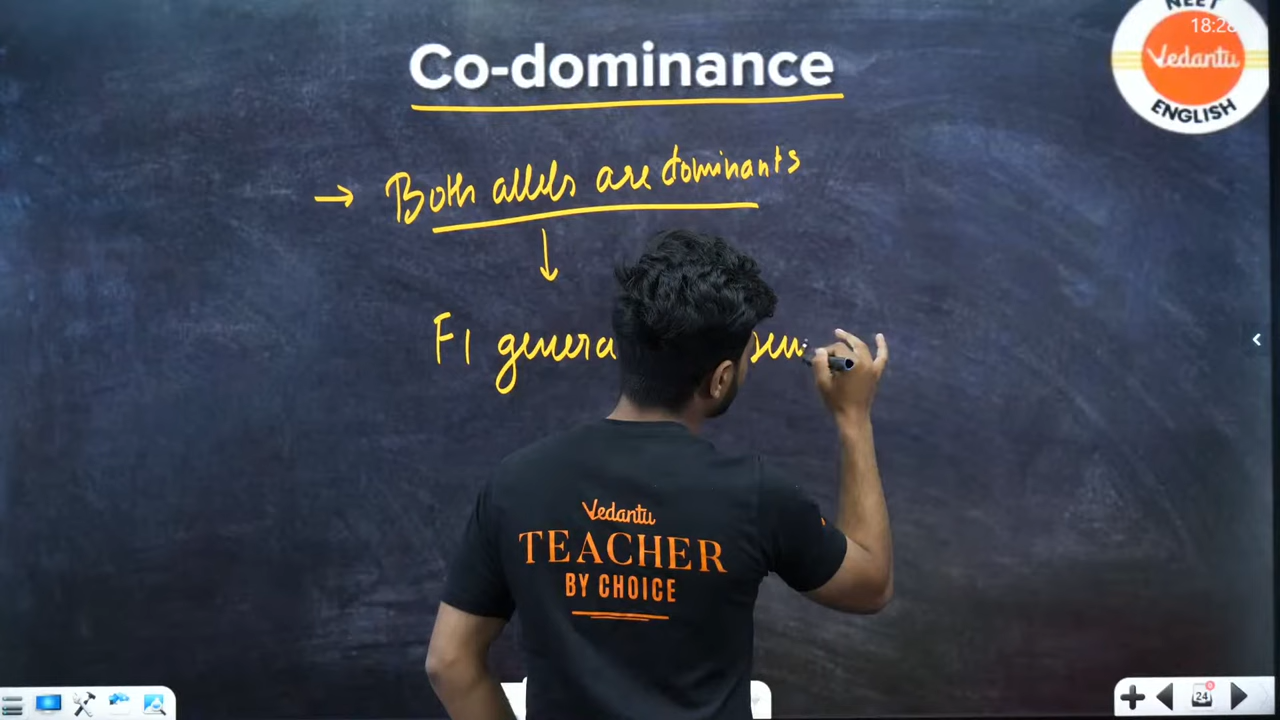 NEET
18:28
Vedantu
ENGLISH
Co-dominance
→ Both allels are dominants
↓
F1 genera
Vedantu
TEACHER
BY CHOICE
24